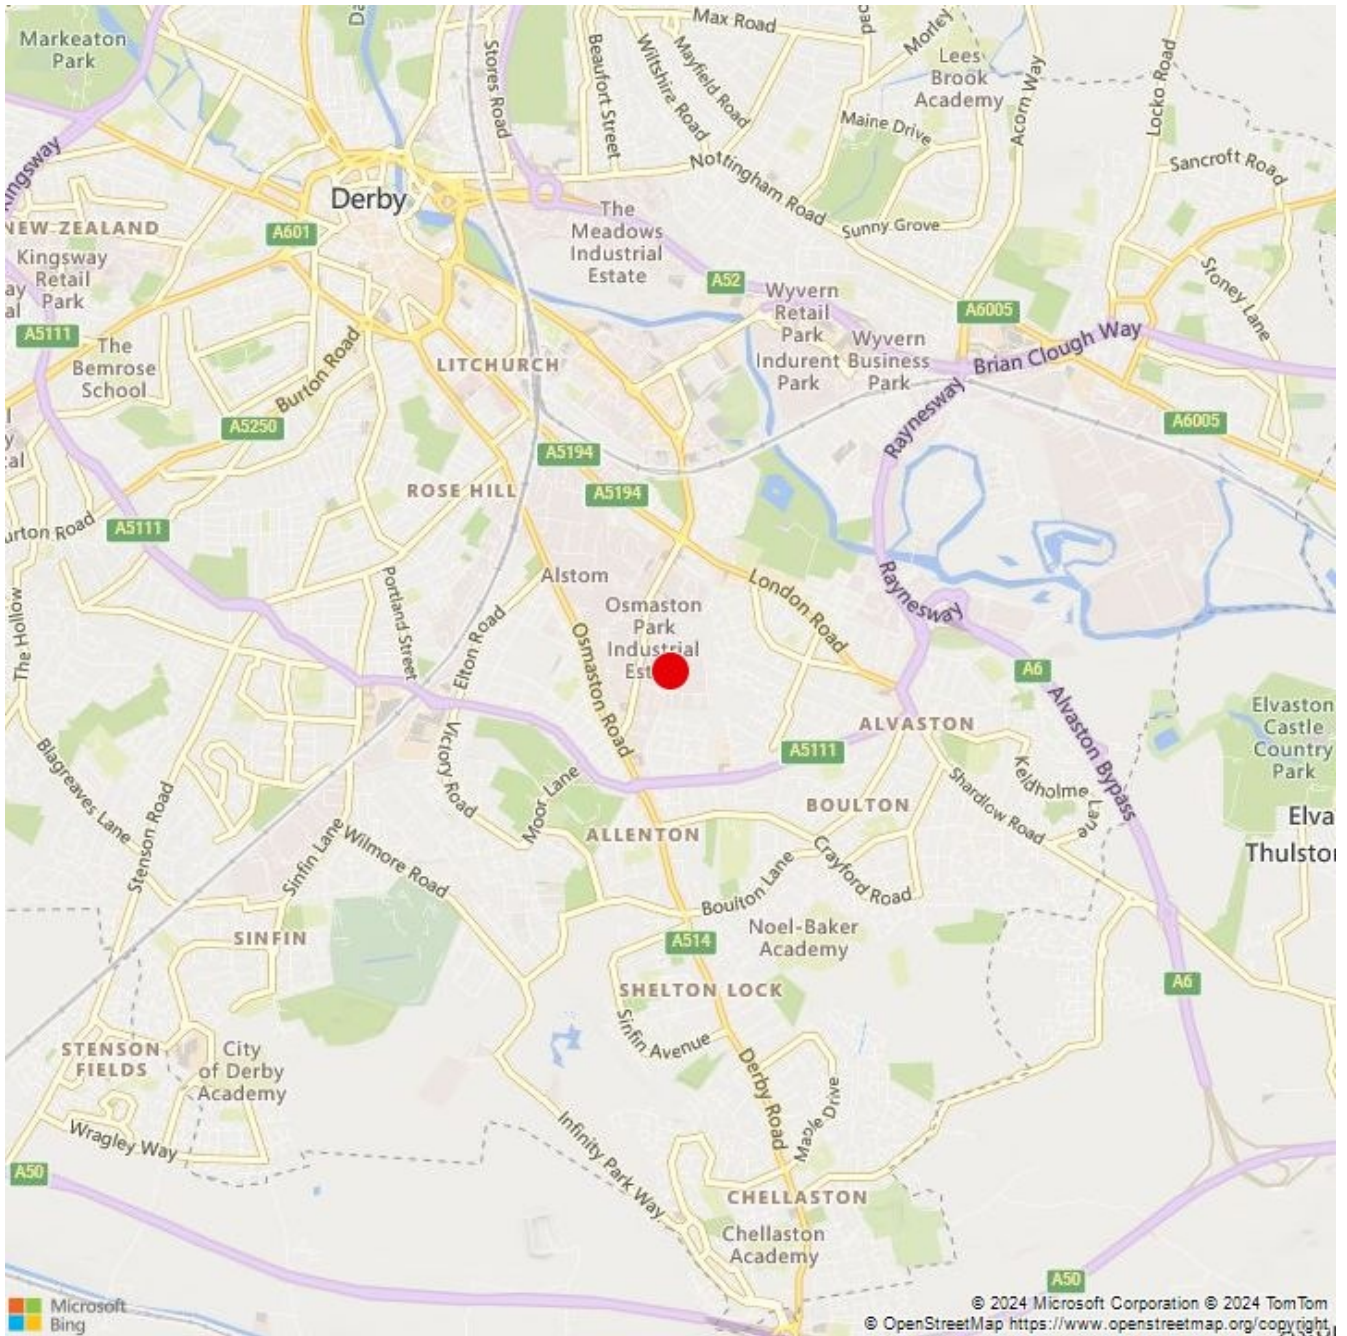 Markeaton
Park
Stores Road
Beaufort Street
Wiltshire Road
Mayfield Road
Max Road
Morley
Lees
Brook
Academy
Acorn Way
Locko Road
Maine Drive
Sancroft Road
Kingsway
Nottingham Road
Derby
NEW ZEALAND
A601
The
Meadows
Industrial
Estate
Sunny Grove
Kingsway
Retail
Park
A52
Stoney Lane
Wyvern
Retail
Park
A6005
A5111
The
Bemrose
School
Wyvern
Business
Park
Indurent
Park
Brian Clough Way
LITCHURCH
Burton Road
Raynesway
A5250
A6005
A5194
ROSE HILL
A5194
A5111
urton Road
Alstom
Portland Street
London Road
Raynesway
Osmaston
Park
Industrial
Est
The Hollow
Elton Road
Osmaston Road
A6
Alvaston Bypass
Elvaston
Castle
Country
Park
ALVASTON
A5111
Victory Road
Blagreaves Lane
Stenson Road
Moor Lane
Keldholme Lane
Shardlow Road
BOULTON
Elva
Thulston
ALLENTON
Sinfin Lane
Wilmore Road
Crayford Road
Boulton Lane
Noel-Baker
Academy
SINFIN
A514
SHELTON LOCK
A6
Sinfin Avenue
STENSON
FIELDS
City
of Derby
Academy
Derby Road
Maple Drive
Wragley Way
Infinity Park Way
A50
CHELLASTON
Chellaston
Academy
A50
Microsoft
Bing
© 2024 Microsoft Corporation © 2024 TomTom
© OpenStreetMap https://www.openstreetmap.org/copyright